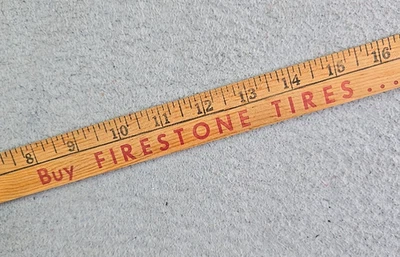 8 9 10 11 12 13 14 15 16
Buy FIRESTONE TIRES....